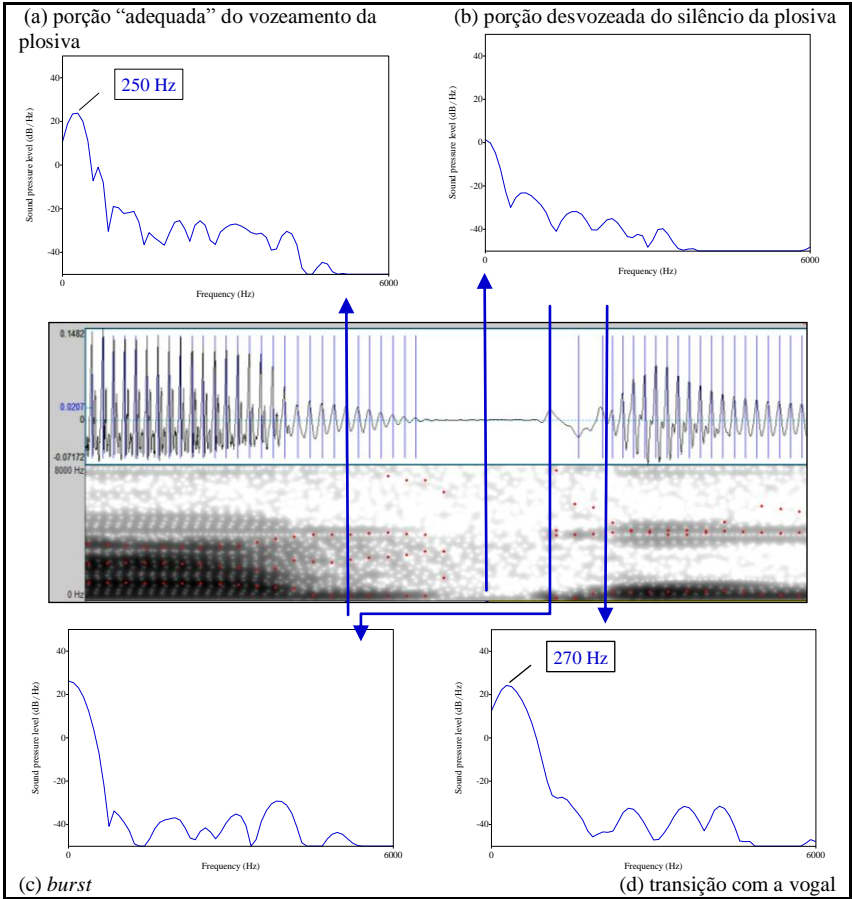 (a) porção “adequada” do vozeamento da
plosiva
(b) porção desvozeada do silêncio da plosiva
250 Hz
Sound pressure level (dB/Hz)
40
20
0
-20
-40
0
6000
Frequency (Hz)
Sound pressure level (dB/Hz)
40
20
0
-20
-40
0
6000
Frequency (Hz)
0.1482
0.0207
0
-0.07172
8000 Hz
0 Hz
Sound pressure level (dB/Hz)
40
20
0
-20
-40
0
6000
Frequency (Hz)
270 Hz
Sound pressure level (dB/Hz)
40
20
0
-20
-40
0
6000
Frequency (Hz)
(c) burst
(d) transição com a vogal